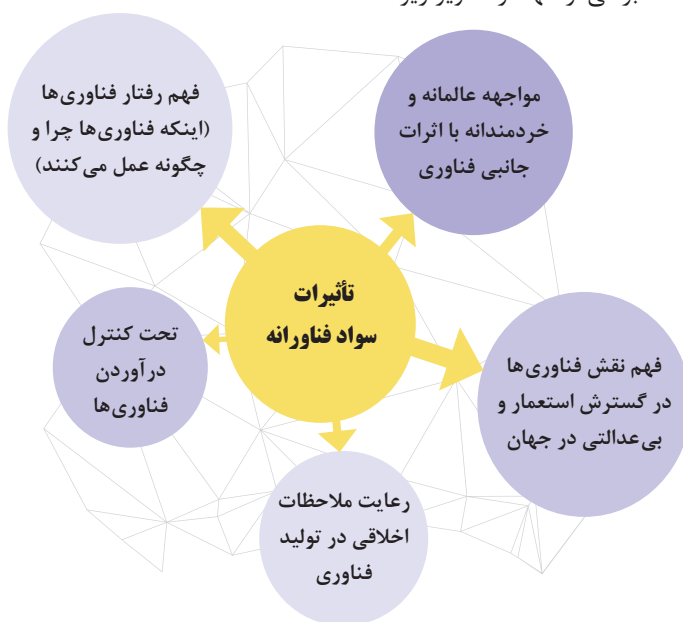 فهم رفتار فناوری‌ها
(اینکه فناوری‌ها چرا و
چگونه عمل می‌کنند)
مواجهه عالمانه و
خردمندانه با اثرات
جانبی فناوری
تأثیرات
سواد فناورانه
تحت کنترل
درآوردن
فناوری‌ها
فهم نقش فناوری‌ها
در گسترش استعمار و
بی‌عدالتی در جهان
رعایت ملاحظات
اخلاقی در تولید
فناوری